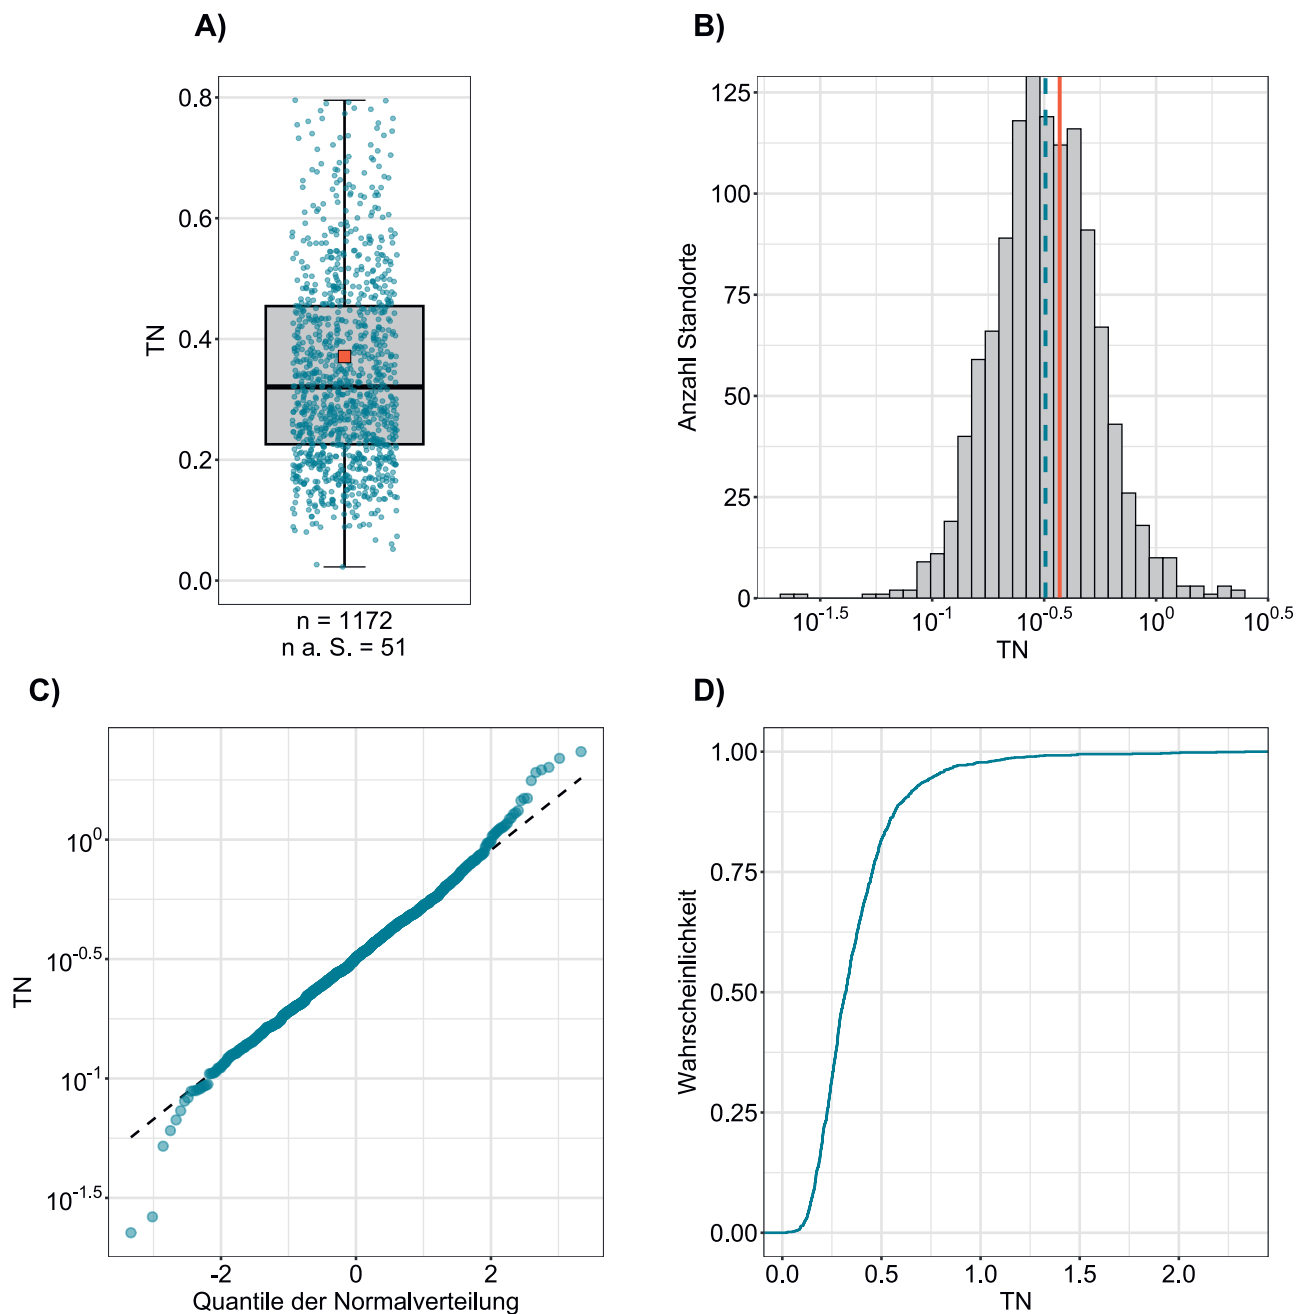 A)
0.8
0.6
0.4
0.2
0.0
TN
n = 1172
n a. S. = 51
B)
125
100
75
50
25
0
Anzahl Standorte
10^-1.5 10^-1 10^-0.5 10^0 10^0.5
TN
C)
10^0
10^-0.5
10^-1
10^-1.5
TN
-2 0 2
Quantile der Normalverteilung
D)
1.00
0.75
0.50
0.25
0.00
Wahrscheinlichkeit
0.0 0.5 1.0 1.5 2.0
TN